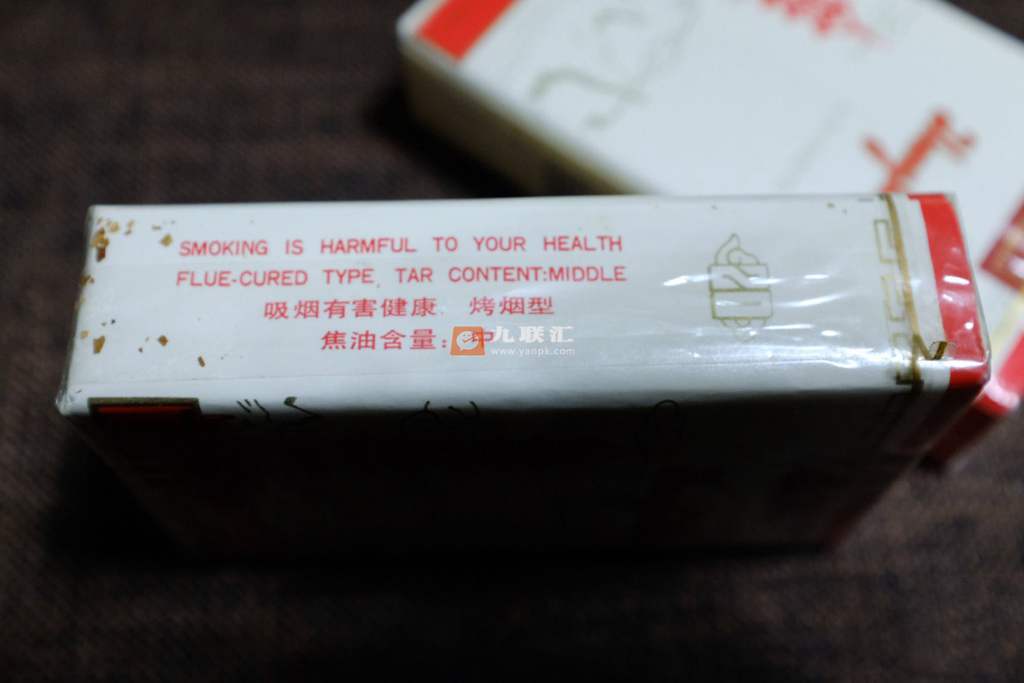 SMOKING IS HARMFUL TO YOUR HEALTH
FLUE-CURED TYPE, TAR CONTENT:MIDDLE
吸烟有害健康 烤烟型
焦油含量：中
九联汇
www.yanpk.com